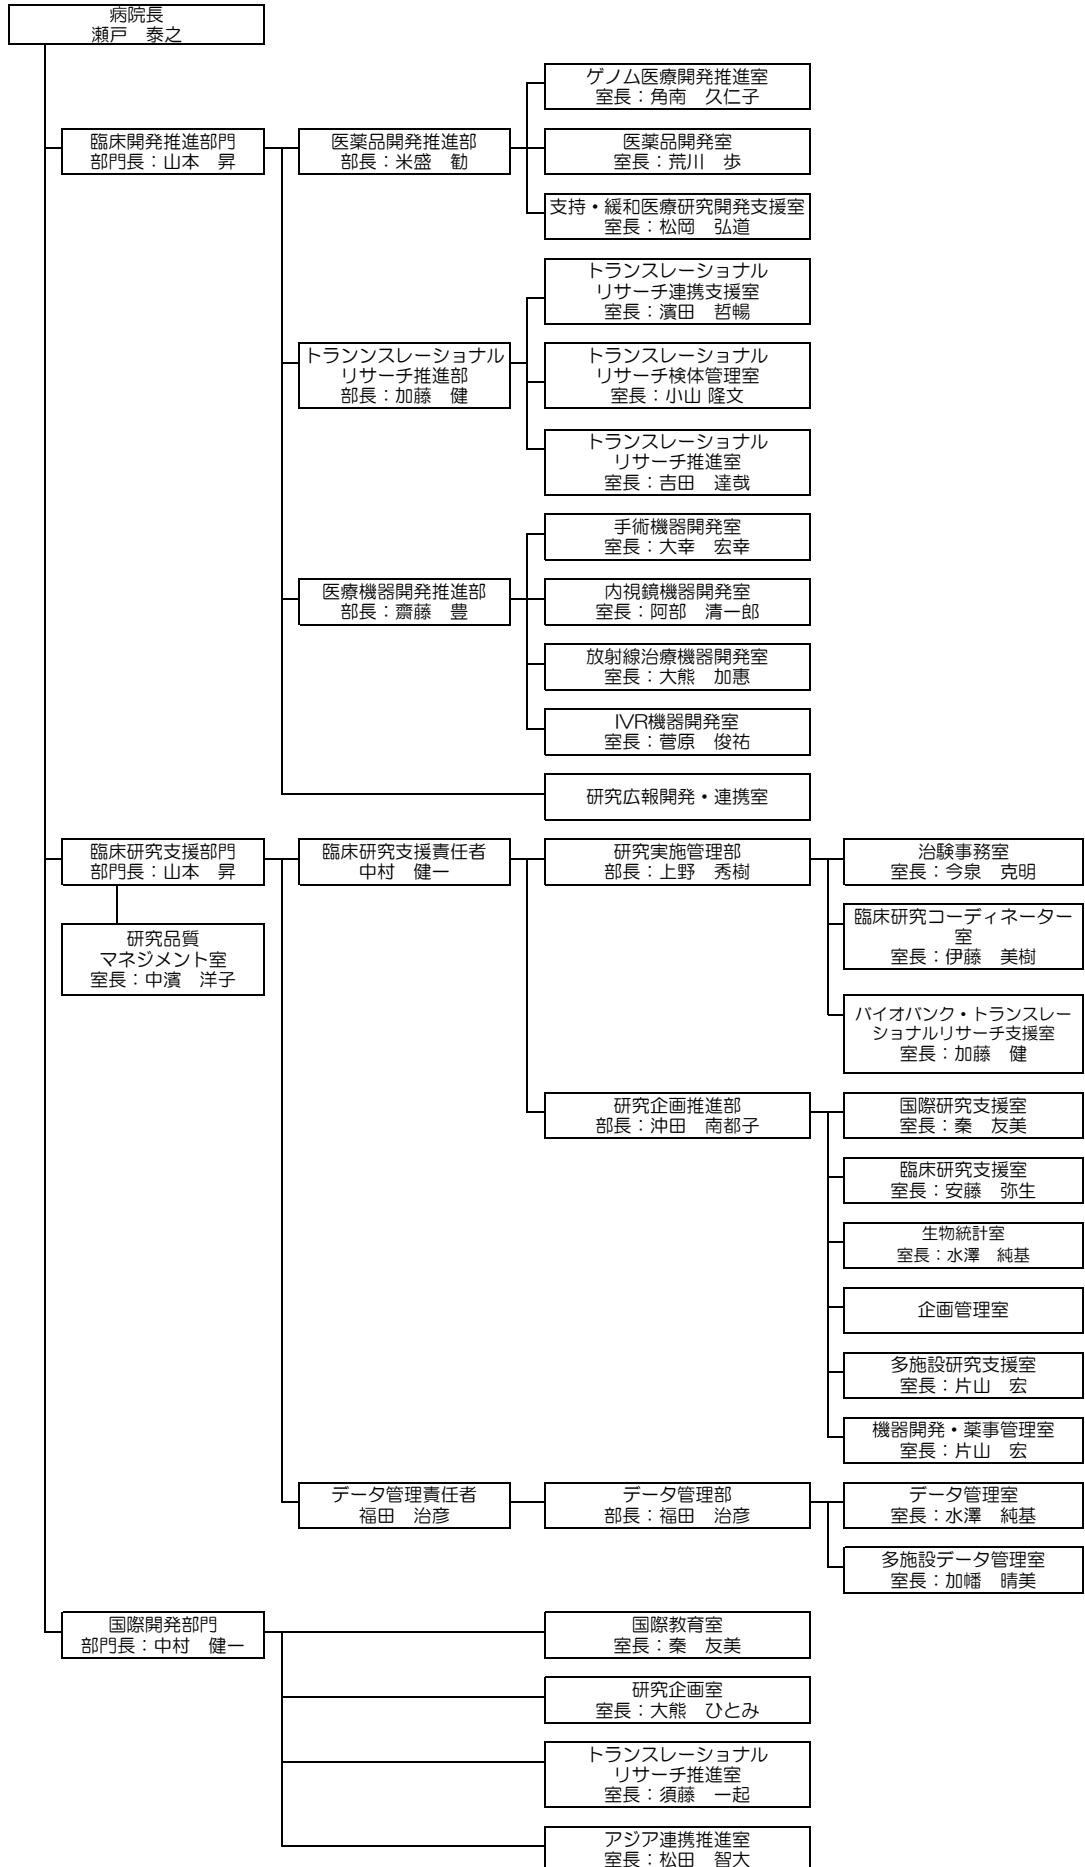 病院長
瀬戸　泰之
ゲノム医療開発推進室
室長：角南　久仁子
臨床開発推進部門
部門長：山本　昇
医薬品開発推進部
部長：米盛　勧
医薬品開発室
室長：荒川　歩
支持・緩和医療研究開発支援室
室長：松岡　弘道
トランスレーショナル
リサーチ連携支援室
室長：濱田　哲暢
トランンスレーショナル
リサーチ推進部
部長：加藤　健
トランスレーショナル
リサーチ検体管理室
室長：小山 隆文
トランスレーショナル
リサーチ推進室
室長：吉田　達哉
手術機器開発室
室長：大幸　宏幸
医療機器開発推進部
部長：齋藤　豊
内視鏡機器開発室
室長：阿部　清一郎
放射線治療機器開発室
室長：大熊　加惠
IVR機器開発室
室長：菅原　俊祐
研究広報開発・連携室
臨床研究支援部門
部門長：山本　昇
臨床研究支援責任者
中村　健一
研究実施管理部
部長：上野　秀樹
治験事務室
室長：今泉　克明
研究品質
マネジメント室
室長：中濱　洋子
臨床研究コーディネーター
室
室長：伊藤　美樹
バイオバンク・トランスレー
ショナルリサーチ支援室
室長：加藤　健
研究企画推進部
部長：沖田　南都子
国際研究支援室
室長：秦　友美
臨床研究支援室
室長：安藤　弥生
生物統計室
室長：水澤　純基
企画管理室
多施設研究支援室
室長：片山　宏
機器開発・薬事管理室
室長：片山　宏
データ管理責任者
福田　治彦
データ管理部
部長：福田　治彦
データ管理室
室長：水澤　純基
多施設データ管理室
室長：加幡　晴美
国際開発部門
部門長：中村　健一
国際教育室
室長：秦　友美
研究企画室
室長：大熊　ひとみ
トランスレーショナル
リサーチ推進室
室長：須藤　一起
アジア連携推進室
室長：松田　智大